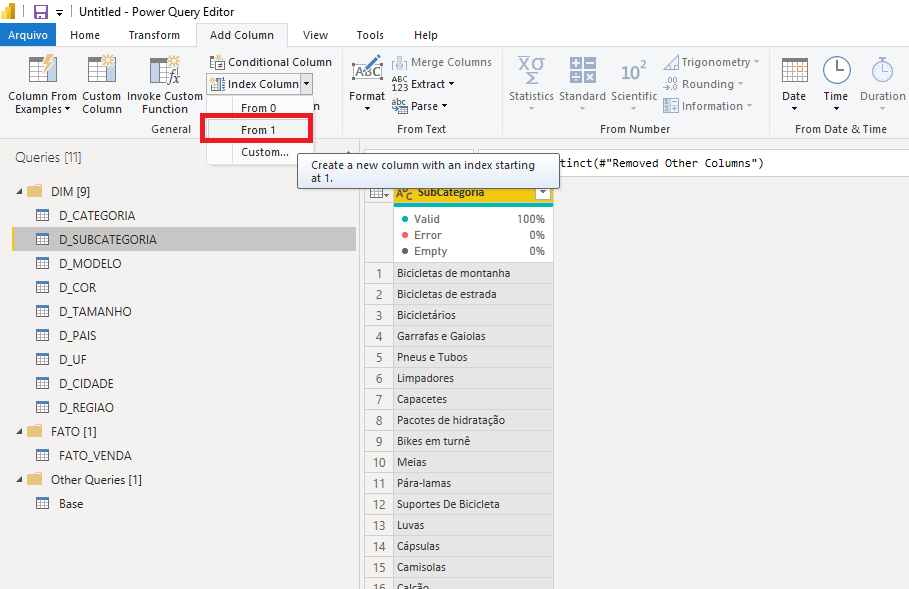 Untitled - Power Query Editor
Arquivo Home Transform Add Column View Tools Help
Column From Examples
Custom Column
Invoke Custom Function
Conditional Column
Index Column
From 0
From 1
Custom...
n
General
Create a new column with an index starting
at 1.
Format
Merge Columns
Extract
Parse
From Text
Statistics
Standard
Scientific
Trigonometry
Rounding
Information
From Number
Date
Time
Duration
From Date & Time
Queries [11]
DIM [9]
D_CATEGORIA
D_SUBCATEGORIA
D_MODELO
D_COR
D_TAMANHO
D_PAIS
D_UF
D_CIDADE
D_REGIAO
FATO [1]
FATO_VENDA
Other Queries [1]
Base
tinct(#"Removed Other Columns")
SubCategoria
Valid 100%
Error 0%
Empty 0%
1 Bicicletas de montanha
2 Bicicletas de estrada
3 Bicicletários
4 Garrafas e Gaiolas
5 Pneus e Tubos
6 Limpadores
7 Capacetes
8 Pacotes de hidratação
9 Bikes em turnê
10 Meias
11 Pára-lamas
12 Suportes De Bicicleta
13 Luvas
14 Cápsulas
15 Camisolas
16 Calção